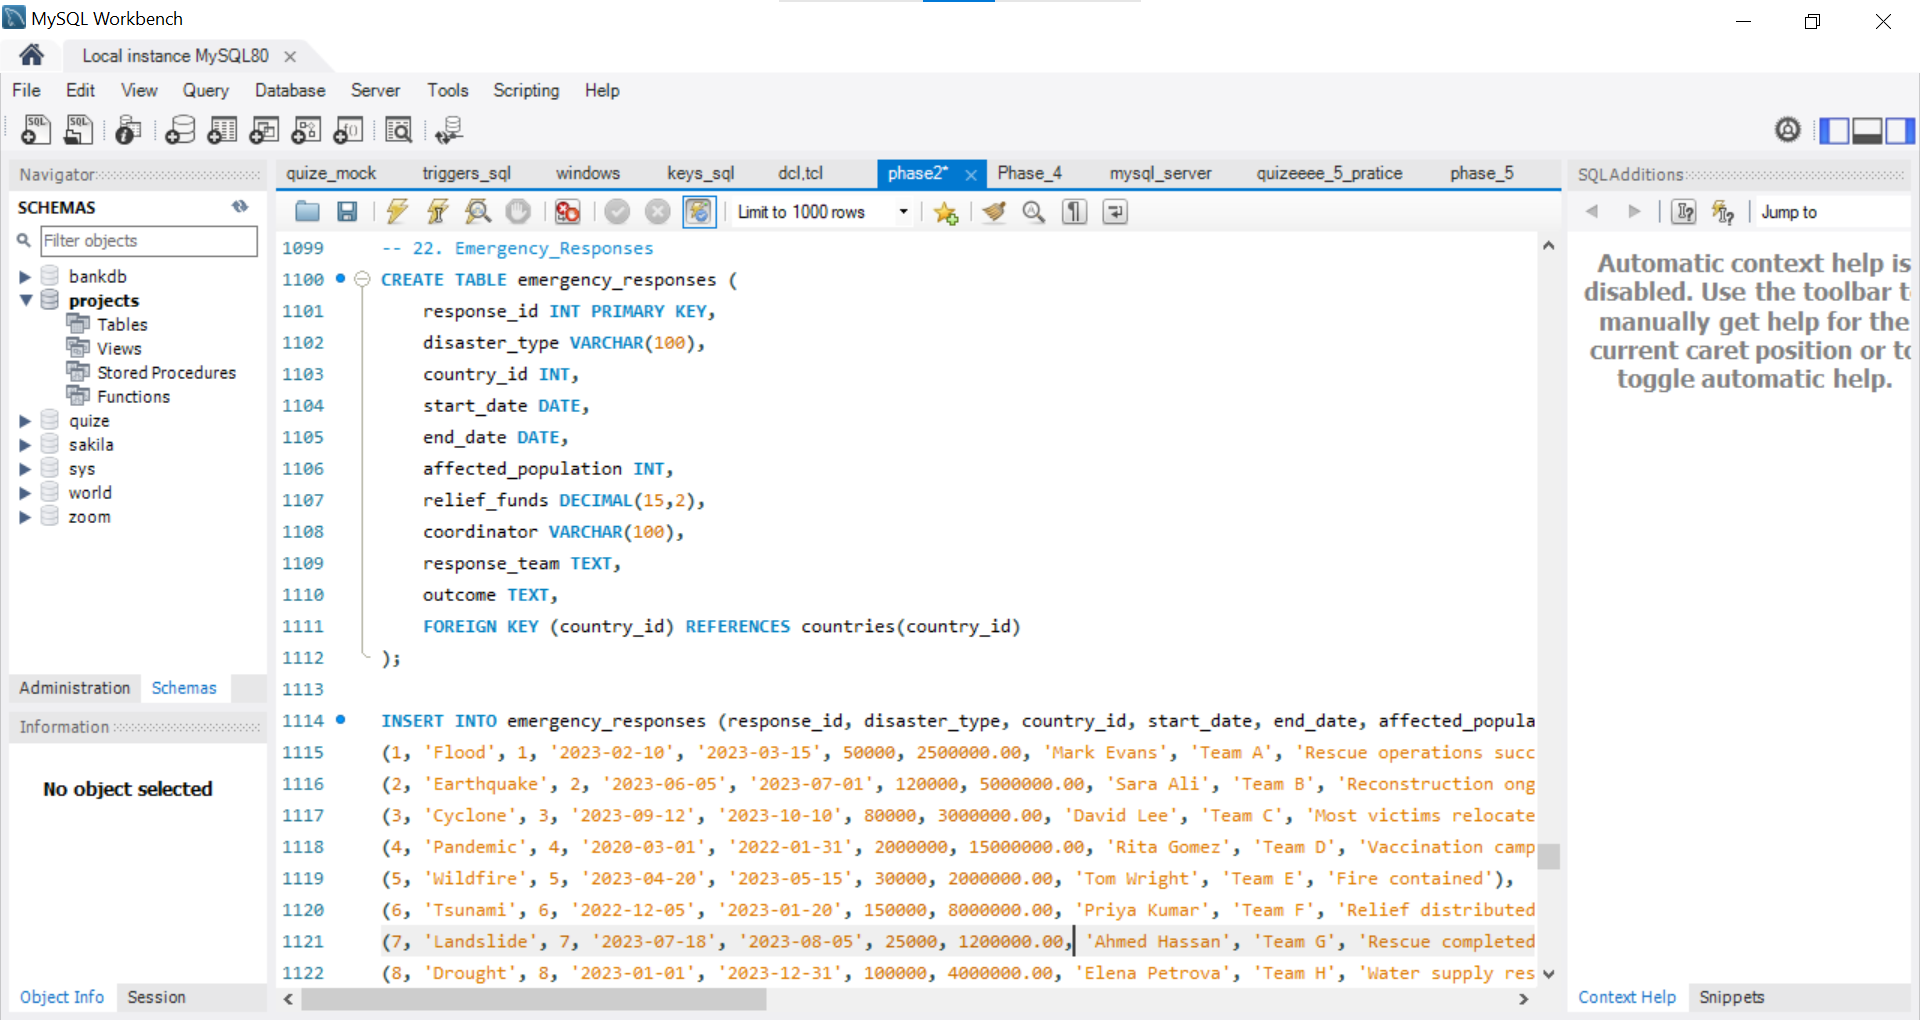 MySQL Workbench
Local instance MySQL80
File Edit View Query Database Server Tools Scripting Help
Navigator
SCHEMAS
Filter objects
bankdb
projects
Tables
Views
Stored Procedures
Functions
quize
sakila
sys
world
zoom
Administration Schemas
Information
No object selected
Object Info Session
quize_mock triggers_sql windows keys_sql dcl,tcl phase2* Phase_4 mysql_server quizeeee_5_pratice phase_5
Limit to 1000 rows
1099 -- 22. Emergency_Responses
1100 CREATE TABLE emergency_responses (
1101 response_id INT PRIMARY KEY,
1102 disaster_type VARCHAR(100),
1103 country_id INT,
1104 start_date DATE,
1105 end_date DATE,
1106 affected_population INT,
1107 relief_funds DECIMAL(15,2),
1108 coordinator VARCHAR(100),
1109 response_team TEXT,
1110 outcome TEXT,
1111 FOREIGN KEY (country_id) REFERENCES countries(country_id)
1112 );
1113
1114 INSERT INTO emergency_responses (response_id, disaster_type, country_id, start_date, end_date, affected_popula
1115 (1, 'Flood', 1, '2023-02-10', '2023-03-15', 50000, 2500000.00, 'Mark Evans', 'Team A', 'Rescue operations succ
1116 (2, 'Earthquake', 2, '2023-06-05', '2023-07-01', 120000, 5000000.00, 'Sara Ali', 'Team B', 'Reconstruction ong
1117 (3, 'Cyclone', 3, '2023-09-12', '2023-10-10', 80000, 3000000.00, 'David Lee', 'Team C', 'Most victims relocate
1118 (4, 'Pandemic', 4, '2020-03-01', '2022-01-31', 2000000, 15000000.00, 'Rita Gomez', 'Team D', 'Vaccination camp
1119 (5, 'Wildfire', 5, '2023-04-20', '2023-05-15', 30000, 2000000.00, 'Tom Wright', 'Team E', 'Fire contained'),
1120 (6, 'Tsunami', 6, '2022-12-05', '2023-01-20', 150000, 8000000.00, 'Priya Kumar', 'Team F', 'Relief distributed
1121 (7, 'Landslide', 7, '2023-07-18', '2023-08-05', 25000, 1200000.00, 'Ahmed Hassan', 'Team G', 'Rescue completed
1122 (8, 'Drought', 8, '2023-01-01', '2023-12-31', 100000, 4000000.00, 'Elena Petrova', 'Team H', 'Water supply res
SQLAdditions
Jump to
Automatic context help is
disabled. Use the toolbar t
manually get help for the
current caret position or to
toggle automatic help.
Context Help Snippets